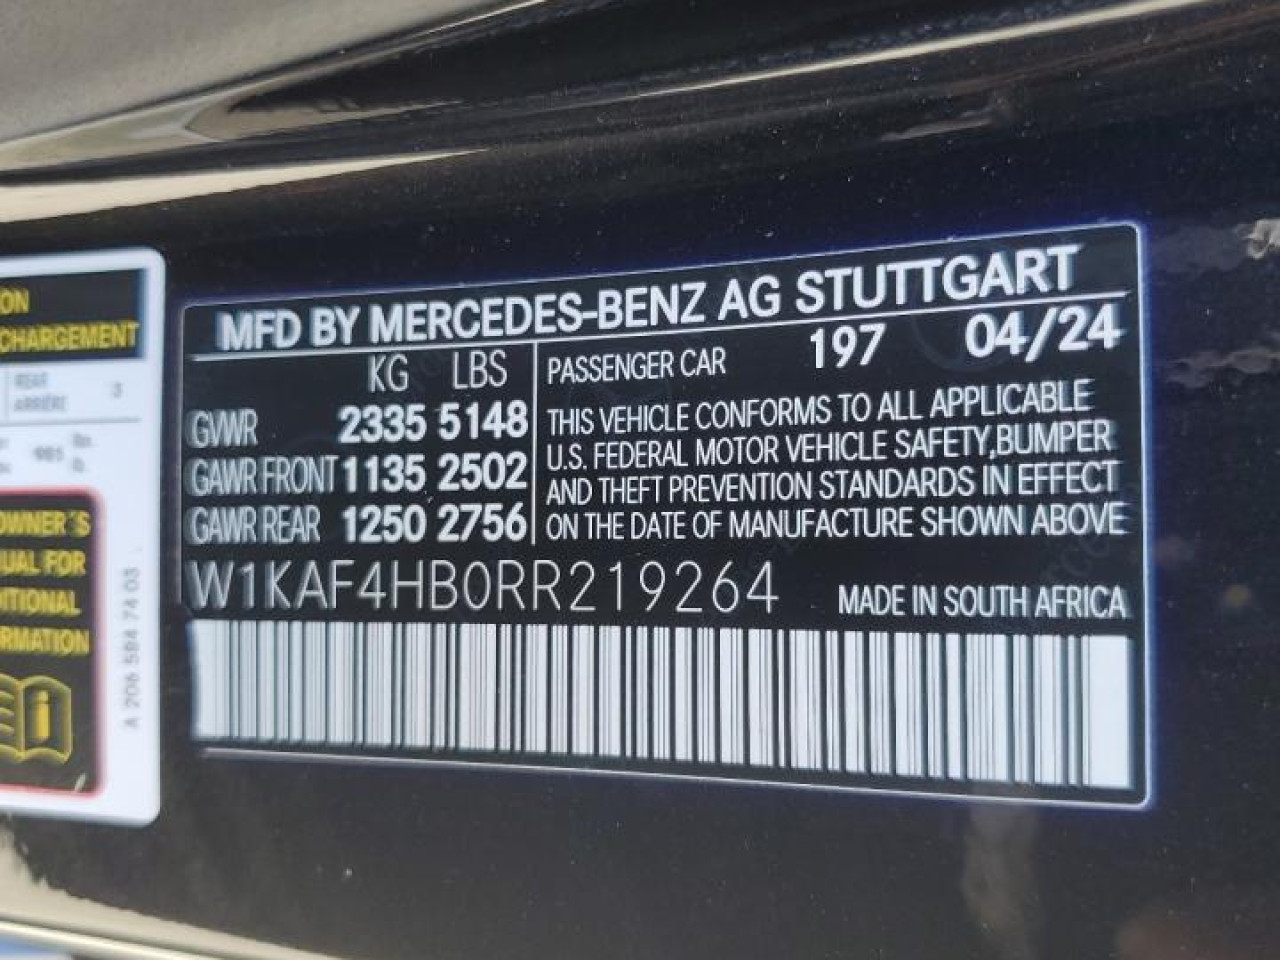 ON
CHARGEMENT
REAR
ARRIÈRE 3
OWNER'S
UAL FOR
ITIONAL
RMATION
A 206 584 74 03
MFD BY MERCEDES-BENZ AG STUTTGART
KG LBS
GVWR 2335 5148
GAWR FRONT 1135 2502
GAWR REAR 1250 2756
PASSENGER CAR 197 04/24
THIS VEHICLE CONFORMS TO ALL APPLICABLE
U.S. FEDERAL MOTOR VEHICLE SAFETY,BUMPER
AND THEFT PREVENTION STANDARDS IN EFFECT
ON THE DATE OF MANUFACTURE SHOWN ABOVE
W1KAF4HB0RR219264 MADE IN SOUTH AFRICA